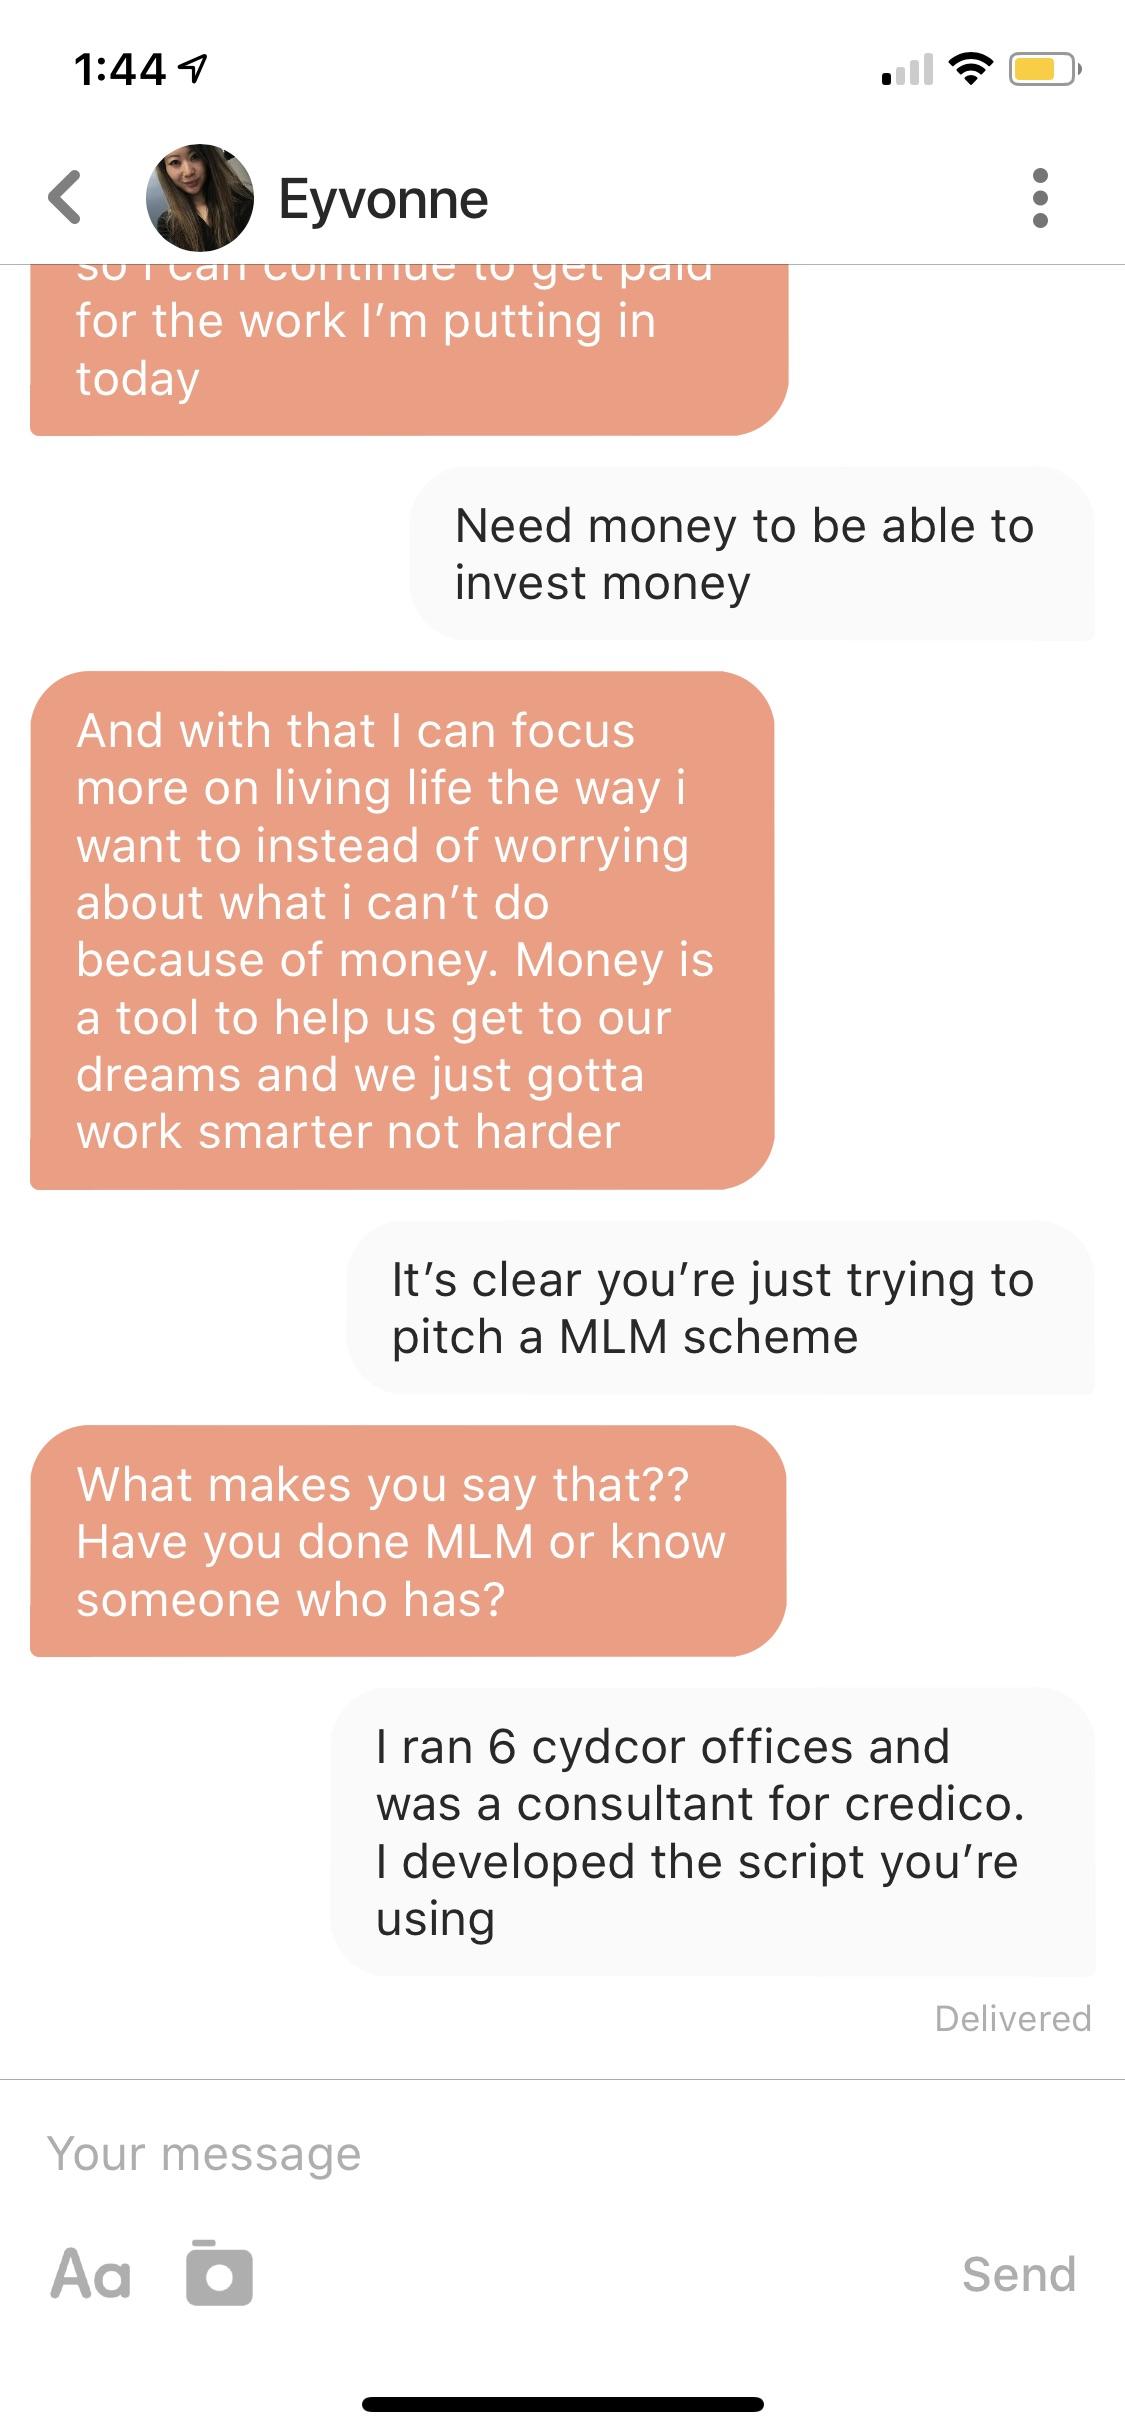 1:44
Eyvonne
so I can continue to get paid
for the work I’m putting in
today
Need money to be able to
invest money
And with that I can focus
more on living life the way i
want to instead of worrying
about what i can’t do
because of money. Money is
a tool to help us get to our
dreams and we just gotta
work smarter not harder
It’s clear you’re just trying to
pitch a MLM scheme
What makes you say that??
Have you done MLM or know
someone who has?
I ran 6 cydcor offices and
was a consultant for credico.
I developed the script you’re
using
Delivered
Your message
Aa
Send